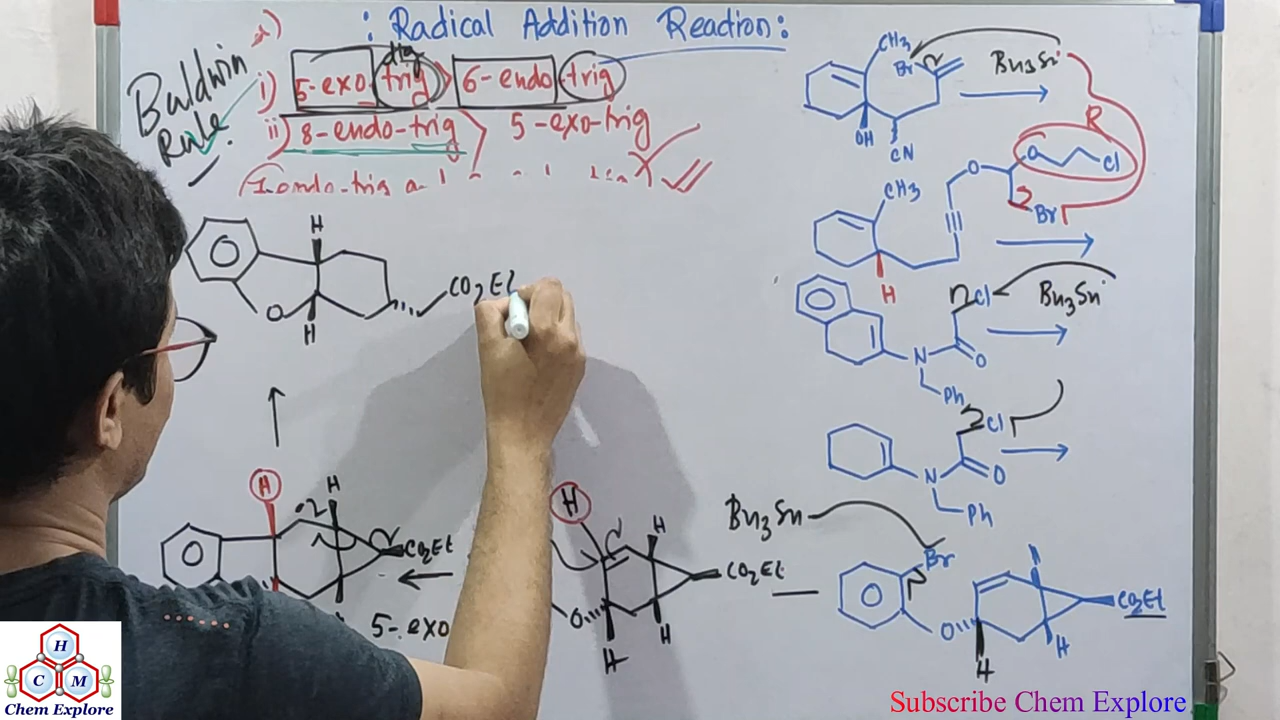 : Radical Addition Reaction:
Baldwin
Rule.
dig
i) 5-exo trig > 6-endo trig
ii) 8-endo-trig > 5-exo-trig
CH3
Br
OH
CN
Bu3Si
R
O
Cl
O
Br
CH3
H
H
O
H
CO2Et
Cl
Bu3Sn
N
O
Ph
Cl
N
O
Ph
H
H
CO2Et
5-exo
H
H
CO2Et
O
H
H
Bu3Sn
Br
O
CO2Et
H
H
H
C M
Chem Explore
Subscribe Chem Explore